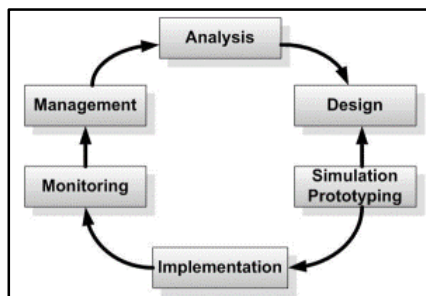 Analysis
Management
Design
Monitoring
Simulation
Prototyping
Implementation